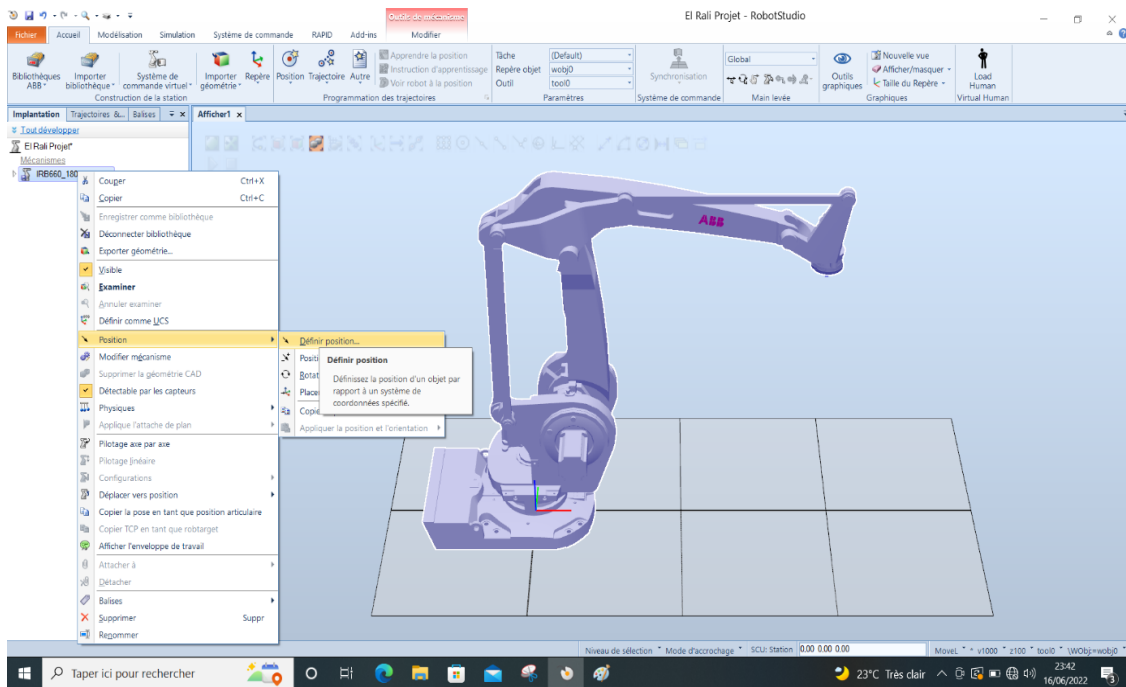 Outils de mécanisme
El Rali Projet - RobotStudio
Fichier Accueil Modélisation Simulation Système de commande RAPID Add-ins Modifier
Bibliothèques ABB
Importer bibliothèque
Système de commande virtuel
Importer géométrie
Repère
Position
Trajectoire
Autre
Apprendre la position
Instruction d'apprentissage
Voir robot à la position
Tâche (Default)
Repère objet wobj0
Outil tool0
Synchronisation
Global
Outils graphiques
Nouvelle vue
Afficher/masquer
Taille du Repère
Load Human
Construction de la station
Programmation des trajectoires
Paramètres
Système de commande
Main levée
Graphiques
Virtual Human
Implantation Trajectoires &... Balises
Afficher1 x
Tout développer
El Rali Projet*
Mécanismes
IRB660_180
Couper Ctrl+X
Copier Ctrl+C
Enregistrer comme bibliothèque
Déconnecter bibliothèque
Exporter géométrie...
Visible
Examiner
Annuler examiner
Définir comme UCS
Position
Modifier mécanisme
Supprimer la géométrie CAD
Détectable par les capteurs
Physiques
Applique l'attache de plan
Pilotage axe par axe
Pilotage linéaire
Configurations
Déplacer vers position
Copier la pose en tant que position articulaire
Copier TCP en tant que robtarget
Afficher l'enveloppe de travail
Attacher à
Détacher
Balises
Supprimer Suppr
Renommer
Définir position...
Positi
Rotat
Place
Copie
Appliquer la position et l'orientation
Définir position
Définissez la position d'un objet par
rapport à un système de
coordonnées spécifié.
ABB
Niveau de sélection Mode d'accrochage SCU: Station 0.00 0.00 0.00 MoveL * v1000 z100 tool0 \WObj:=wobj0
Taper ici pour rechercher
23°C Très clair
23:42
16/06/2022
3